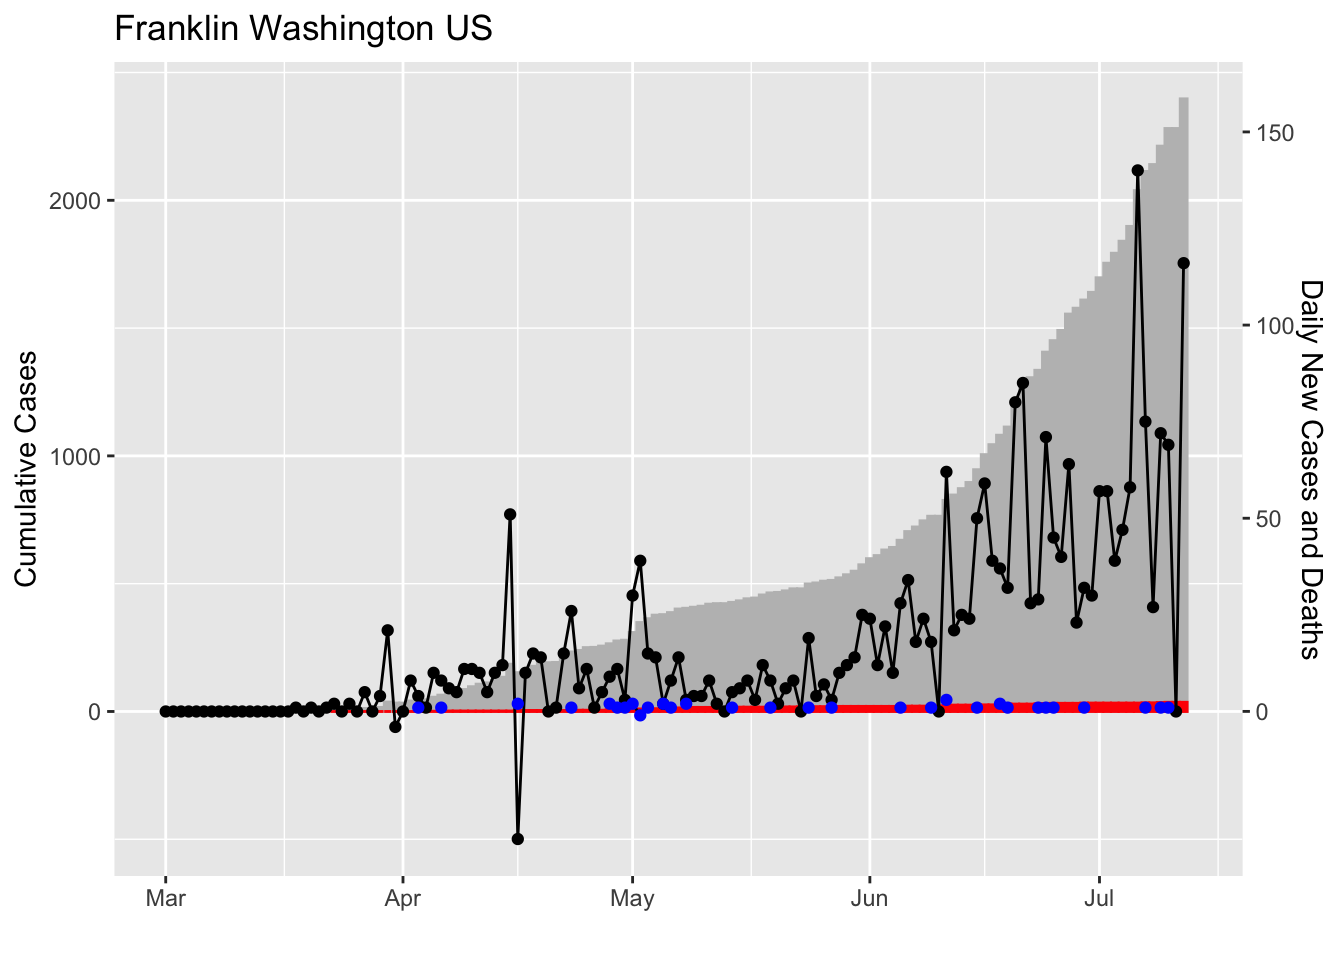 Franklin Washington US
Cumulative Cases
2000
1000
0
150
100
50
0
Daily New Cases and Deaths
Mar
Apr
May
Jun
Jul